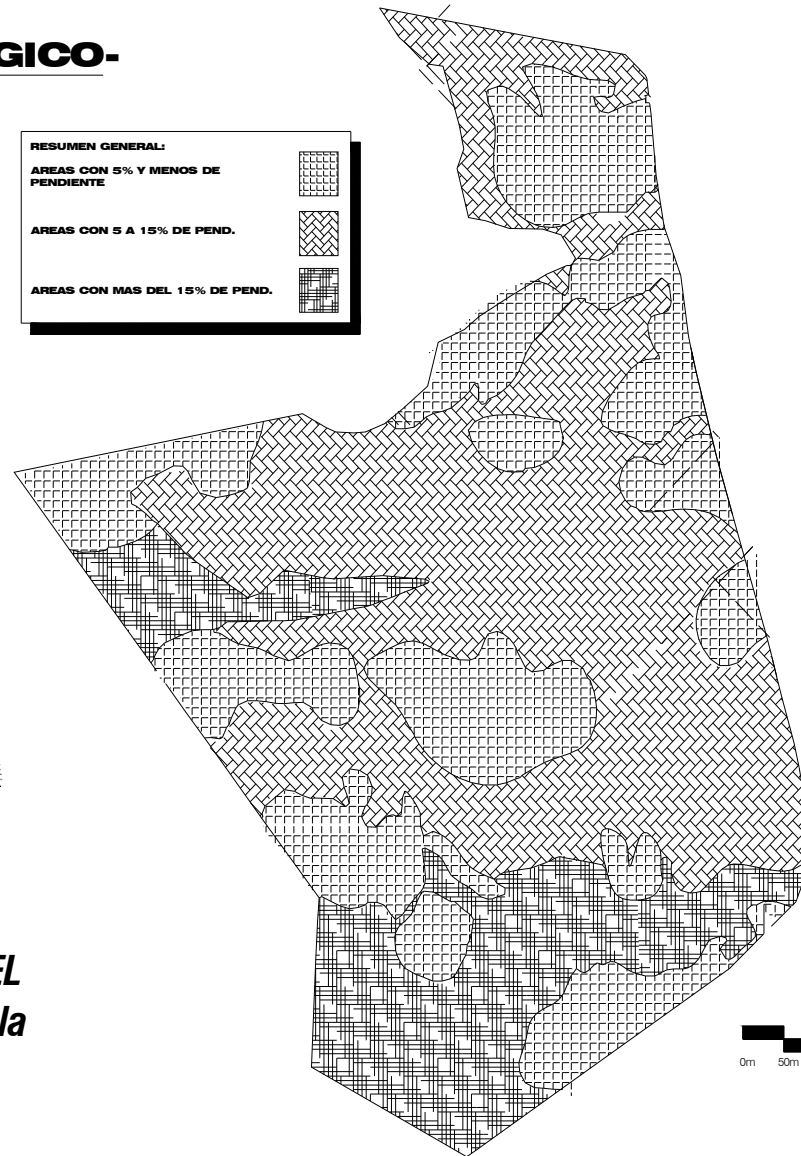 GICO-
RESUMEN GENERAL:
AREAS CON 5% Y MENOS DE
PENDIENTE
AREAS CON 5 A 15% DE PEND.
AREAS CON MAS DEL 15% DE PEND.
EL
la
0m 50m